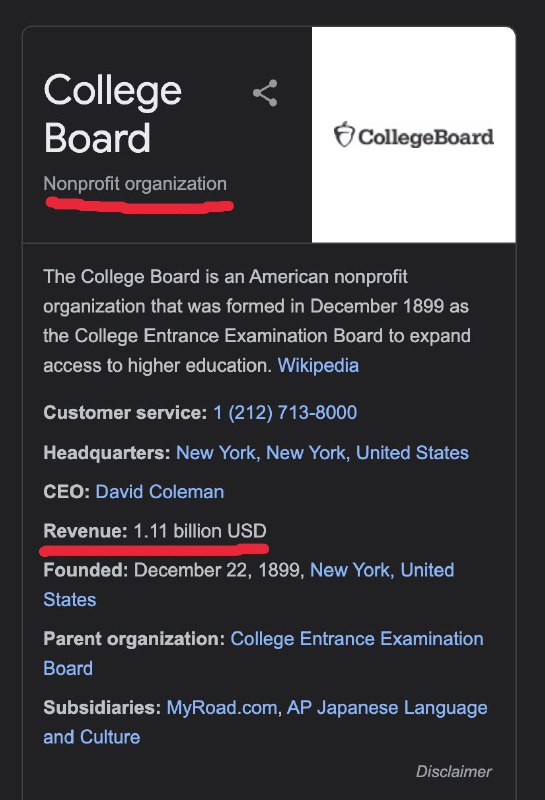 College
Board
Nonprofit organization
CollegeBoard
The College Board is an American nonprofit
organization that was formed in December 1899 as
the College Entrance Examination Board to expand
access to higher education. Wikipedia
Customer service: 1 (212) 713-8000
Headquarters: New York, New York, United States
CEO: David Coleman
Revenue: 1.11 billion USD
Founded: December 22, 1899, New York, United
States
Parent organization: College Entrance Examination
Board
Subsidiaries: MyRoad.com, AP Japanese Language
and Culture
Disclaimer